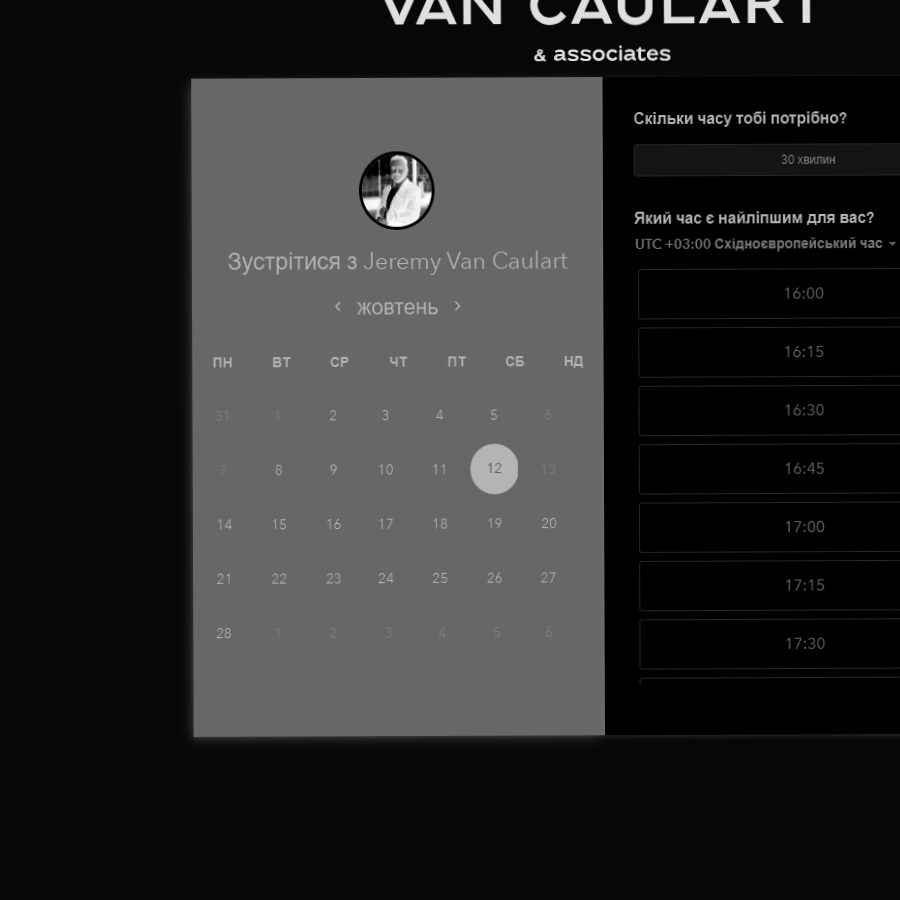 VAN CAULART
& associates
Зустрітися з Jeremy Van Caulart
жовтень
ПН ВТ СР ЧТ ПТ СБ НД
31 1 2 3 4 5 6
7 8 9 10 11 12 13
14 15 16 17 18 19 20
21 22 23 24 25 26 27
28 1 2 3 4 5 6
Скільки часу тобі потрібно?
30 хвилин
Який час є найліпшим для вас?
UTC +03:00 Східноєвропейський час
16:00
16:15
16:30
16:45
17:00
17:15
17:30